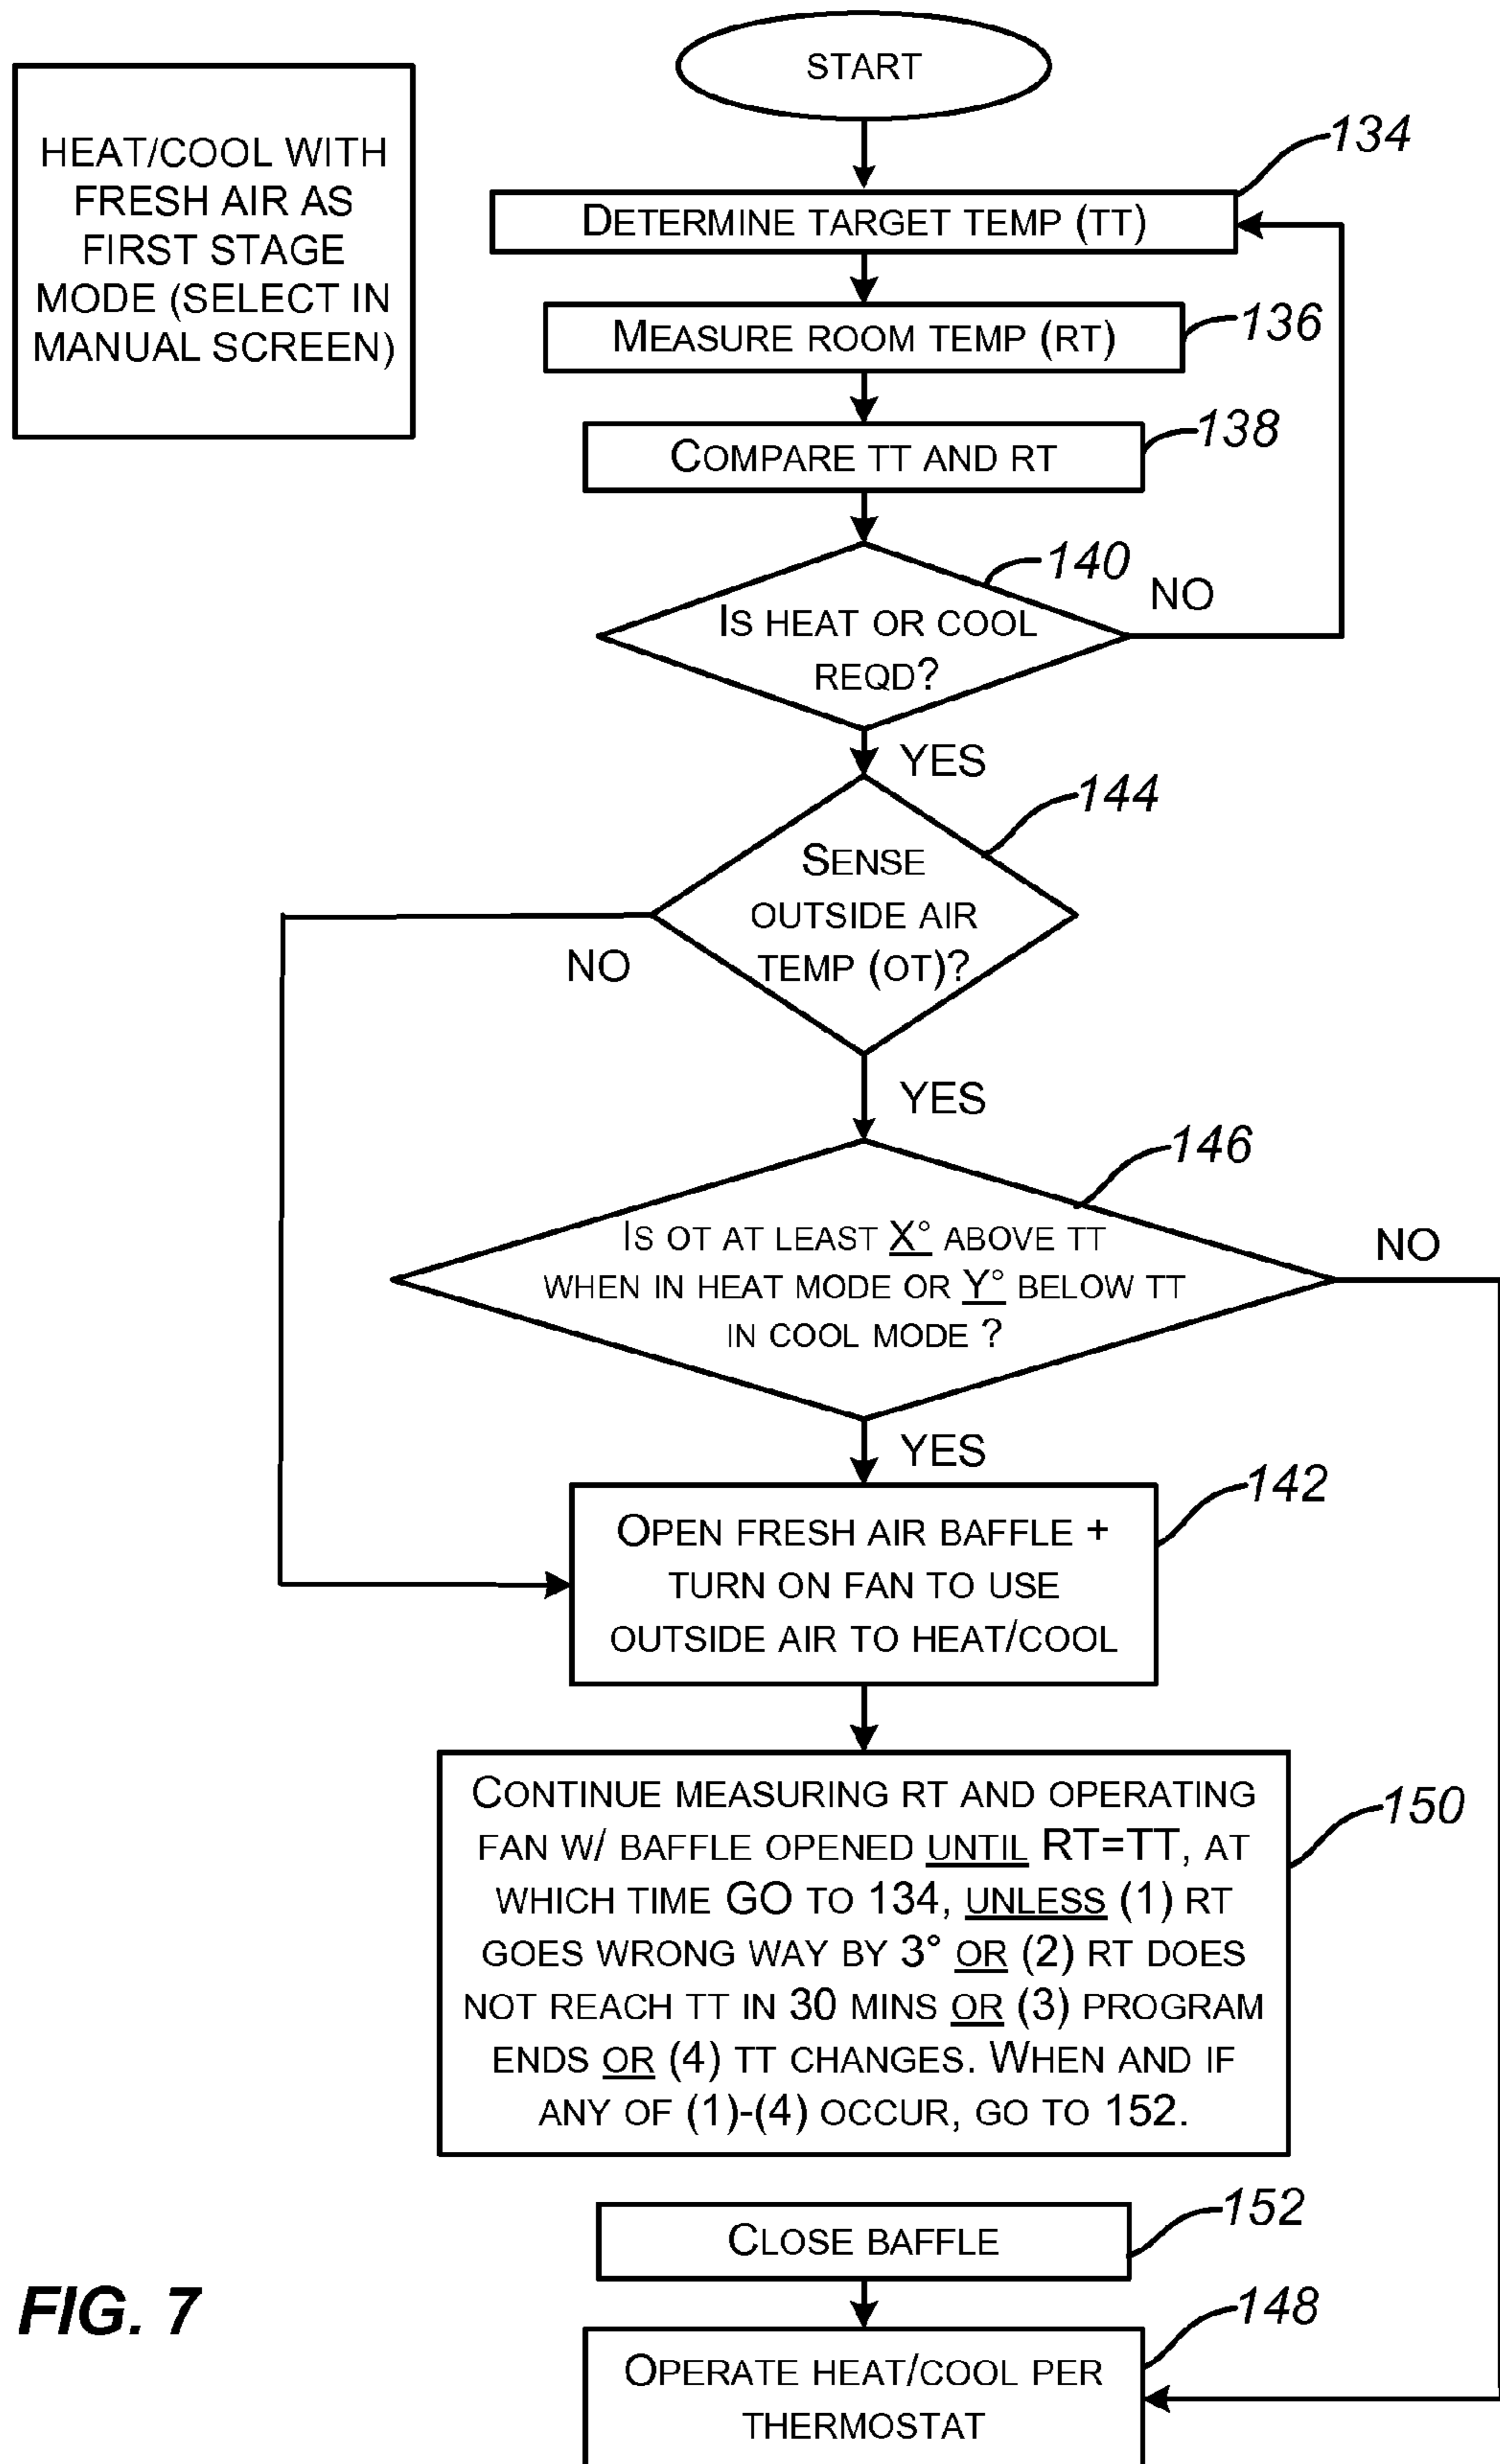 START
HEAT/COOL WITH
FRESH AIR AS
FIRST STAGE
MODE (SELECT IN
MANUAL SCREEN)
134
DETERMINE TARGET TEMP (TT)
136
MEASURE ROOM TEMP (RT)
138
COMPARE TT AND RT
140
NO
IS HEAT OR COOL
REQD?
YES
144
SENSE
OUTSIDE AIR
TEMP (OT)?
NO
YES
146
IS OT AT LEAST X° ABOVE TT
WHEN IN HEAT MODE OR Y° BELOW TT
IN COOL MODE ?
NO
YES
142
OPEN FRESH AIR BAFFLE +
TURN ON FAN TO USE
OUTSIDE AIR TO HEAT/COOL
150
CONTINUE MEASURING RT AND OPERATING
FAN W/ BAFFLE OPENED UNTIL RT=TT, AT
WHICH TIME GO TO 134, UNLESS (1) RT
GOES WRONG WAY BY 3° OR (2) RT DOES
NOT REACH TT IN 30 MINS OR (3) PROGRAM
ENDS OR (4) TT CHANGES. WHEN AND IF
ANY OF (1)-(4) OCCUR, GO TO 152.
152
CLOSE BAFFLE
148
OPERATE HEAT/COOL PER
THERMOSTAT
FIG. 7